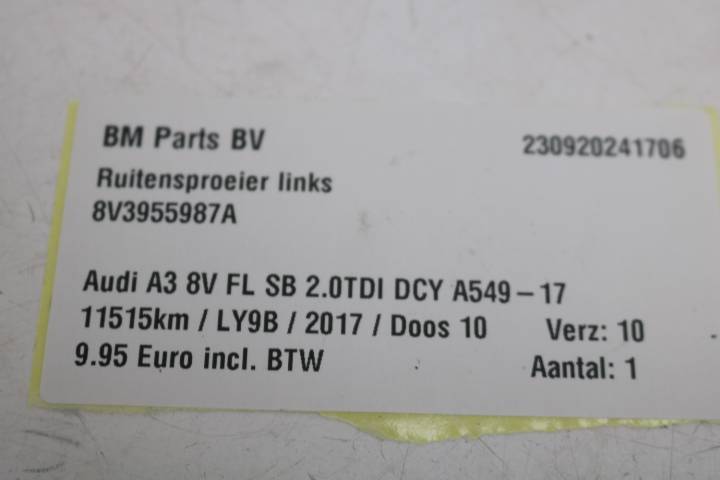 BM Parts BV 230920241706
Ruitensproeier links
8V3955987A
Audi A3 8V FL SB 2.0TDI DCY A549-17
11515km / LY9B / 2017 / Doos 10 Verz: 10
9.95 Euro incl. BTW Aantal: 1